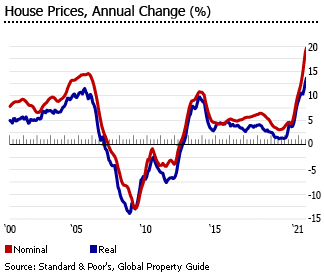 House Prices, Annual Change (%)
20
15
10
5
0
-5
-10
-15
'00 '05 '10 '15 '21
Nominal Real
Source: Standard & Poor's, Global Property Guide